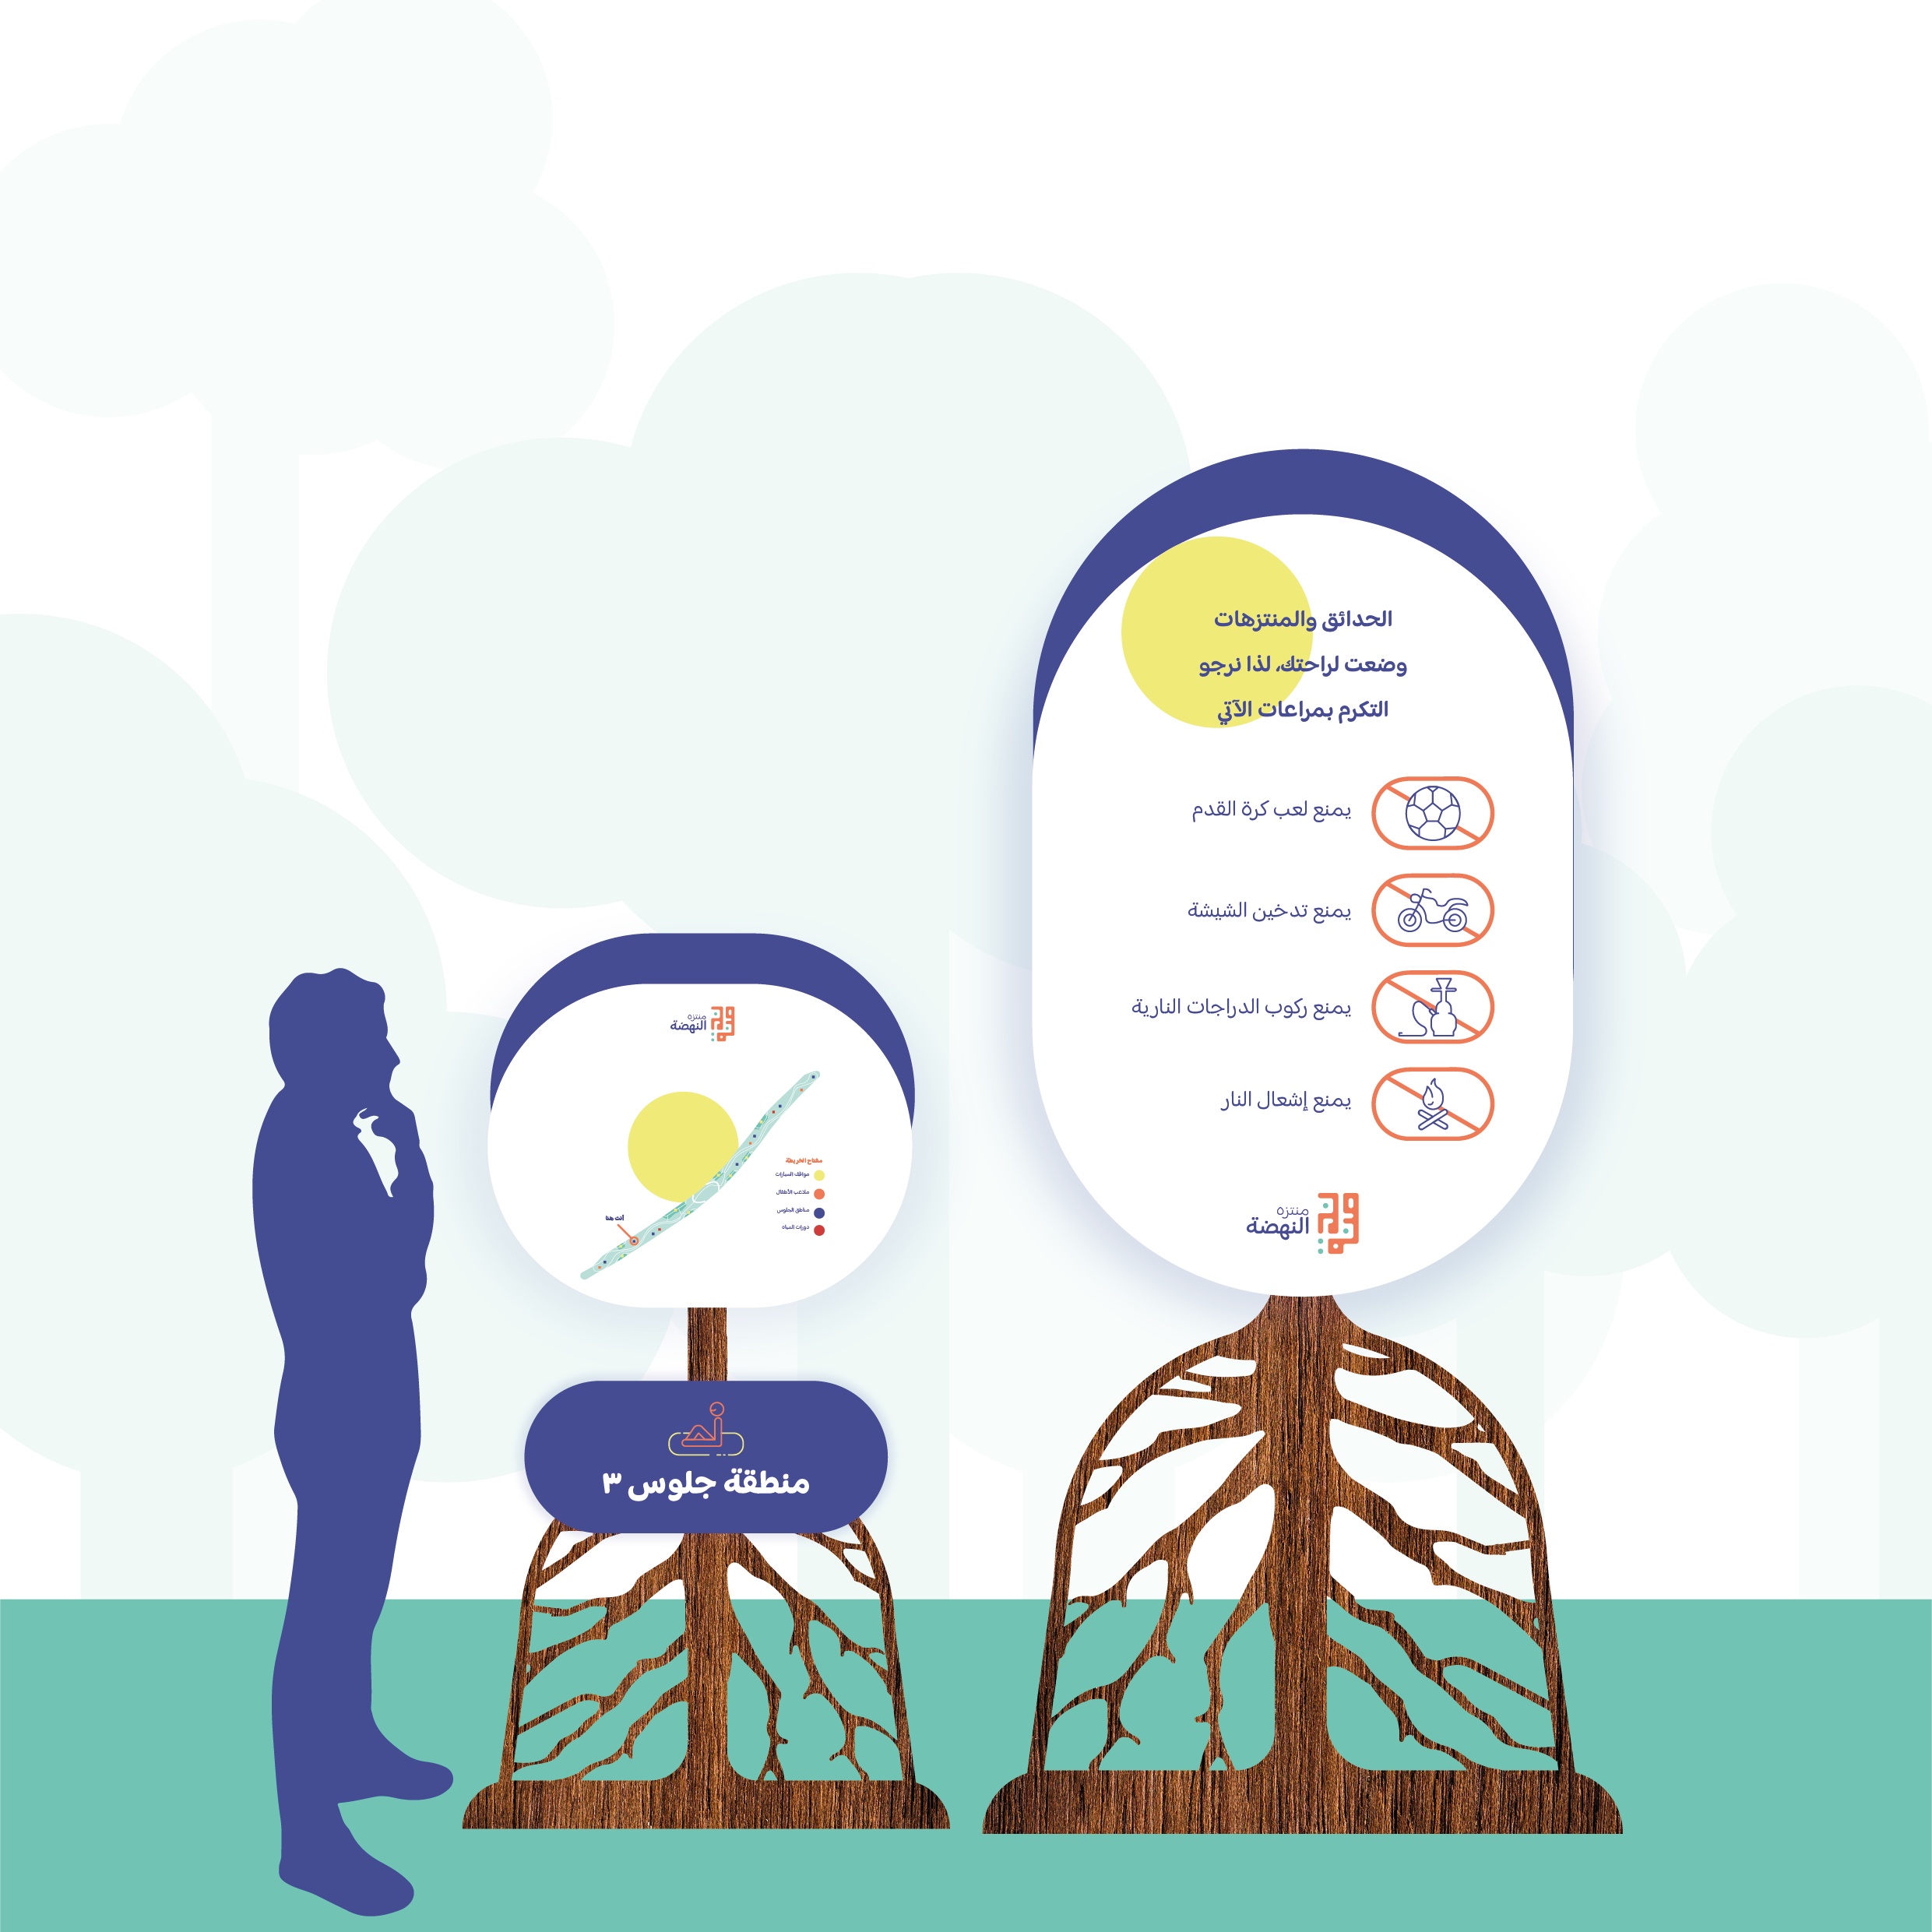 الحدائق والمنتزهات
وضعت لراحتك، لذا نرجو
التكرم بمراعات الآتي
يمنع لعب كرة القدم
يمنع تدخين الشيشة
يمنع ركوب الدراجات النارية
يمنع إشعال النار
منتزه
النهضة
منتزه
النهضة
مفتاح الخريطة
مواقف السيارات
ملاعب الأطفال
مناطق الجلوس
دورات المياه
أنت هنا
منطقة جلوس ٣